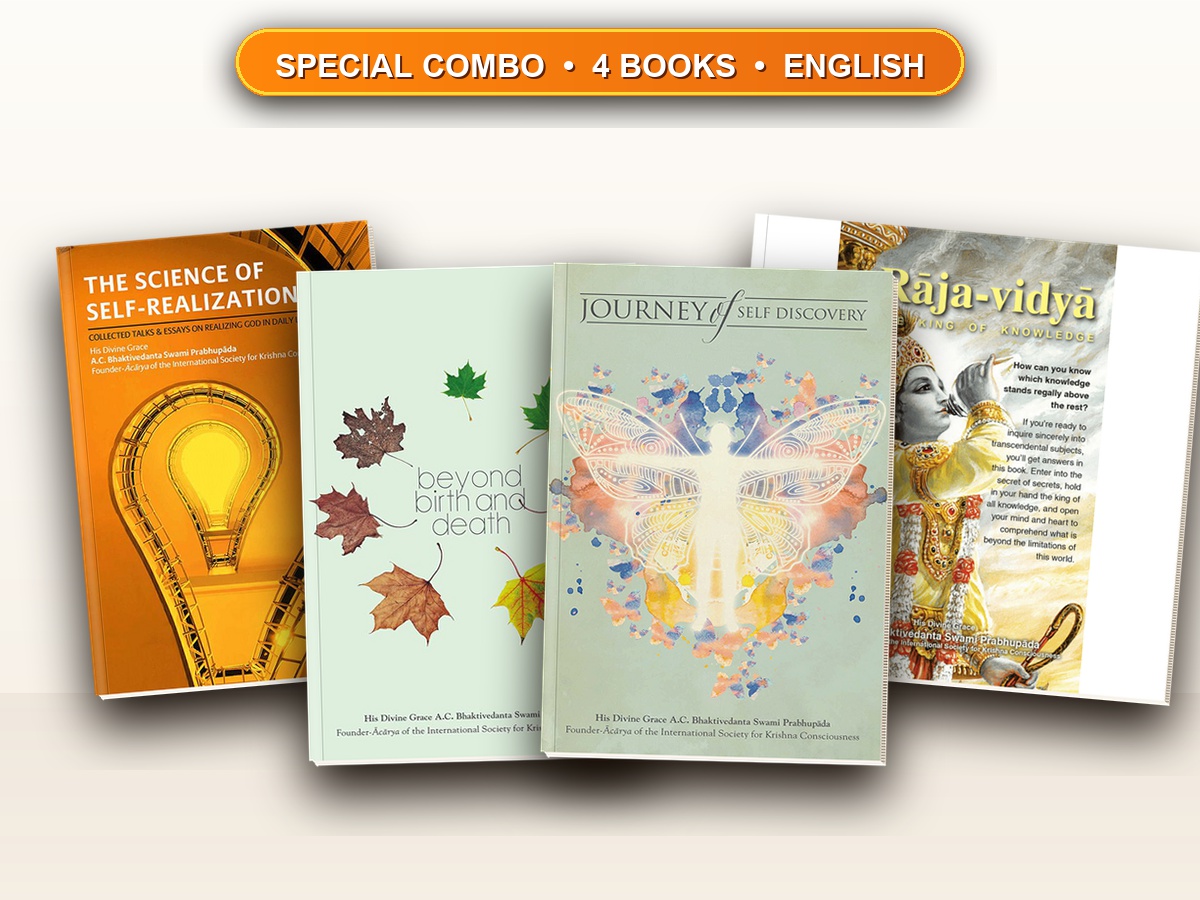 SPECIAL COMBO • 4 BOOKS • ENGLISH
THE SCIENCE OF
SELF-REALIZATION
COLLECTED TALKS & ESSAYS ON REALIZING GOD IN DAILY
His Divine Grace
A.C. Bhaktivedanta Swami Prabhupāda
Founder-Ācārya of the International Society for Krishna
beyond
birth and
death
His Divine Grace A.C. Bhaktivedanta Swami
Founder-Ācārya of the International Society for
JOURNEY of SELF DISCOVERY
His Divine Grace A.C. Bhaktivedanta Swami Prabhupāda
Founder-Ācārya of the International Society for Krishna Consciousness
Rāja-vidyā
KING OF KNOWLEDGE
How can you know
which knowledge
stands regally above
the rest?
If you're ready to
inquire sincerely into
transcendental subjects,
you'll get answers in
this book. Enter into the
secret of secrets, hold
in your hand the king of
all knowledge, and open
your mind and heart to
comprehend what is
beyond the limitations of
this world.
His Divine Grace
Swami Prabhupāda
International Society for Krishna Consciousness